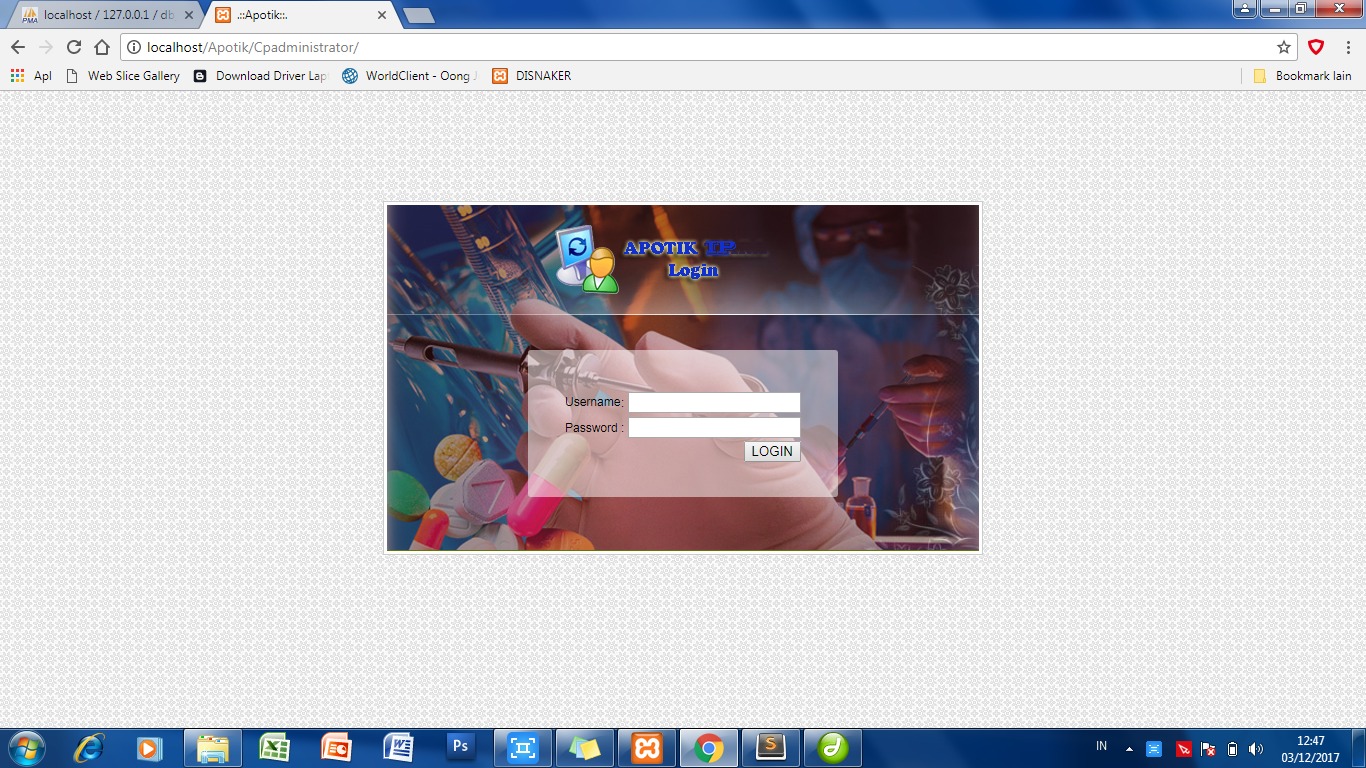 localhost / 127.0.0.1 / db
.::Apotik::.
localhost/Apotik/Cpadministrator/
Apl
Web Slice Gallery
Download Driver Lap
WorldClient - Oong J
DISNAKER
Bookmark lain
APOTIK
Login
Username:
Password :
LOGIN
IN
12:47
03/12/2017